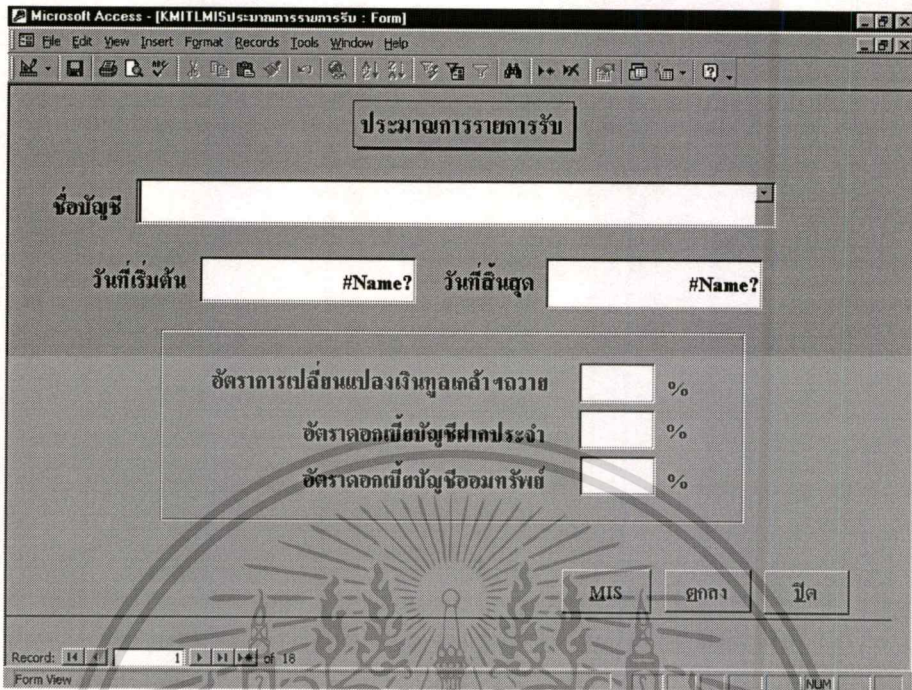 Microsoft Access - [KMITLMISประมาณการรายการรับ : Form]
File Edit View Insert Format Records Tools Window Help
ประมาณการรายการรับ
ชื่อบัญชี
วันที่เริ่มต้น #Name? วันที่สิ้นสุด #Name?
อัตราการเปลี่ยนแปลงเงินทูลเกล้าฯถวาย %
อัตราดอกเบี้ยบัญชีฝากประจำ %
อัตราดอกเบี้ยบัญชีออมทรัพย์ %
MIS ตกลง ปิด
Record: 1 of 18
Form View NUM